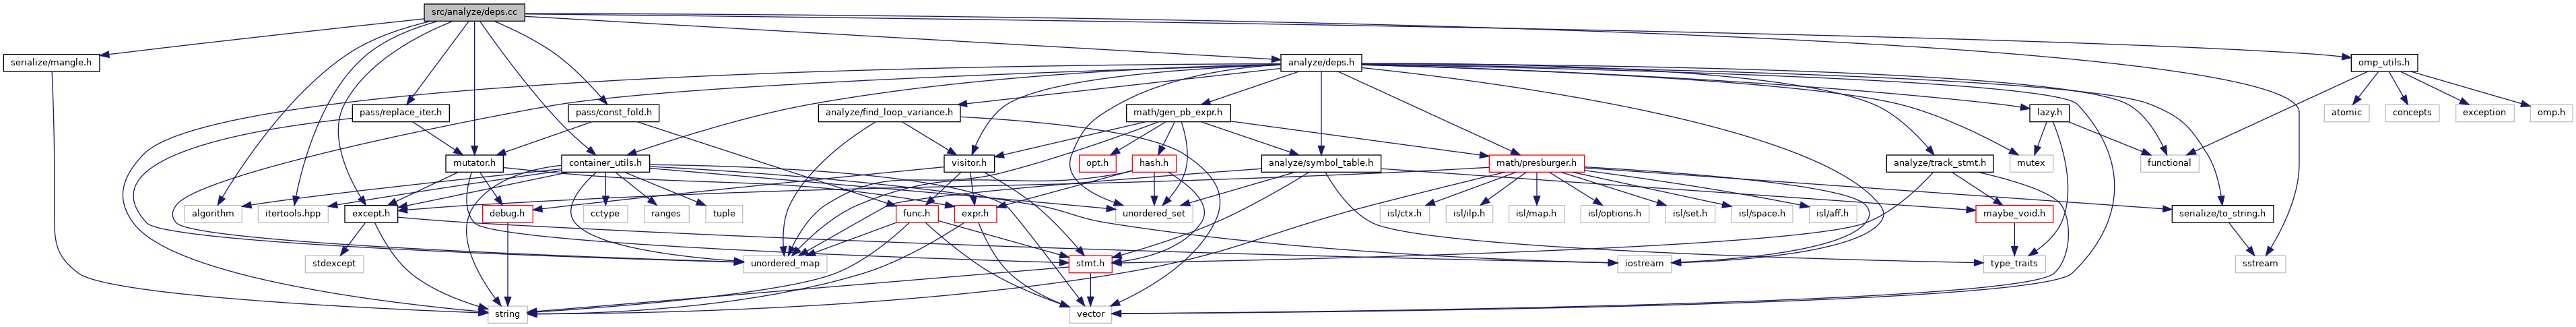 src/analyze/deps.cc
serialize/mangle.h
analyze/deps.h
omp_utils.h
pass/replace_iter.h
pass/const_fold.h
analyze/find_loop_variance.h
math/gen_pb_expr.h
lazy.h
atomic
concepts
exception
omp.h
mutator.h
container_utils.h
visitor.h
opt.h
hash.h
analyze/symbol_table.h
math/presburger.h
analyze/track_stmt.h
mutex
functional
algorithm
itertools.hpp
except.h
debug.h
cctype
ranges
tuple
func.h
expr.h
unordered_set
isl/ctx.h
isl/ilp.h
isl/map.h
isl/options.h
isl/set.h
isl/space.h
isl/aff.h
maybe_void.h
serialize/to_string.h
stdexcept
unordered_map
stmt.h
iostream
type_traits
sstream
string
vector